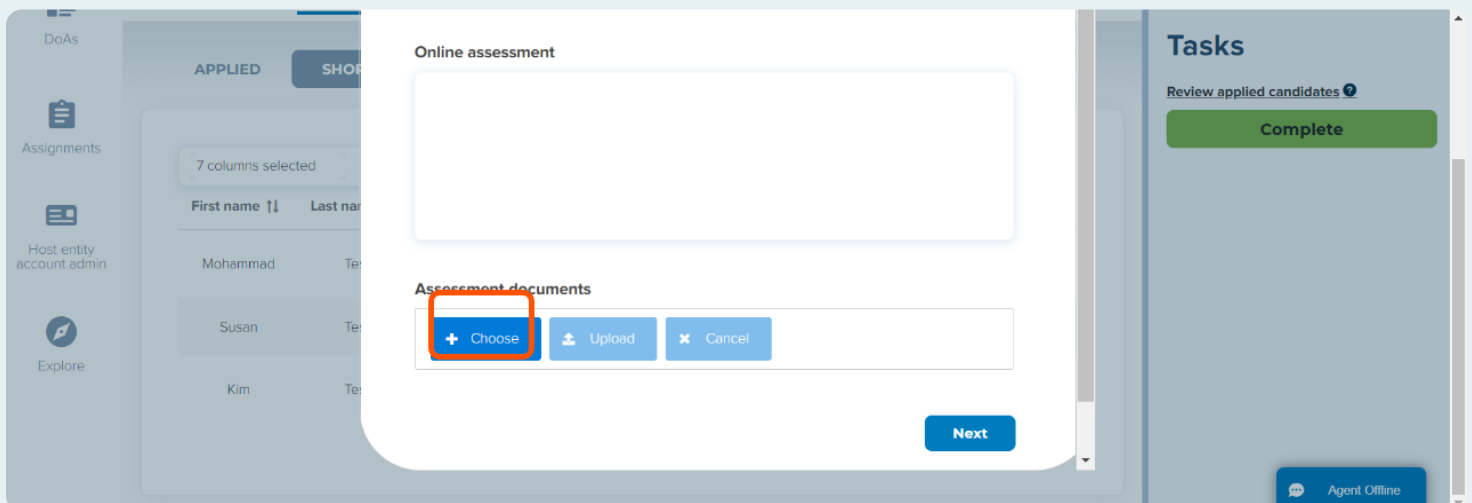 DoAs
Assignments
Host entity
account admin
Explore
APPLIED
7 columns selected
First name
Last
Mohammad
Susan
Kim
Online assessment
Assessment documents
Choose
Upload
Cancel
Next
Tasks
Review applied candidates
Complete
Agent Offline